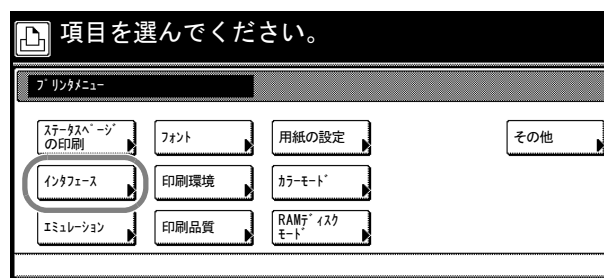 項目を選んでください。
プリンタメニュー
ステータスページ
の印刷
フォント
用紙の設定
その他
インタフェース
印刷環境
カラーモード
エミュレーション
印刷品質
RAMディスク
モード